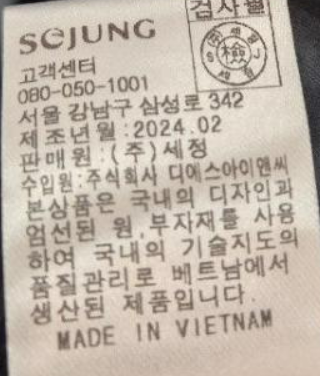 SEJUNG
검사필
檢
고객센터
080-050-1001
서울 강남구 삼성로 342
제조년월:2024.02
판매원:(주)세정
수입원:주식회사 디에스아이앤씨
본상품은 국내의 디자인과
엄선된 원,부자재를 사용
하여 국내의 기술지도의
품질관리로 베트남에서
생산된 제품입니다.
MADE IN VIETNAM